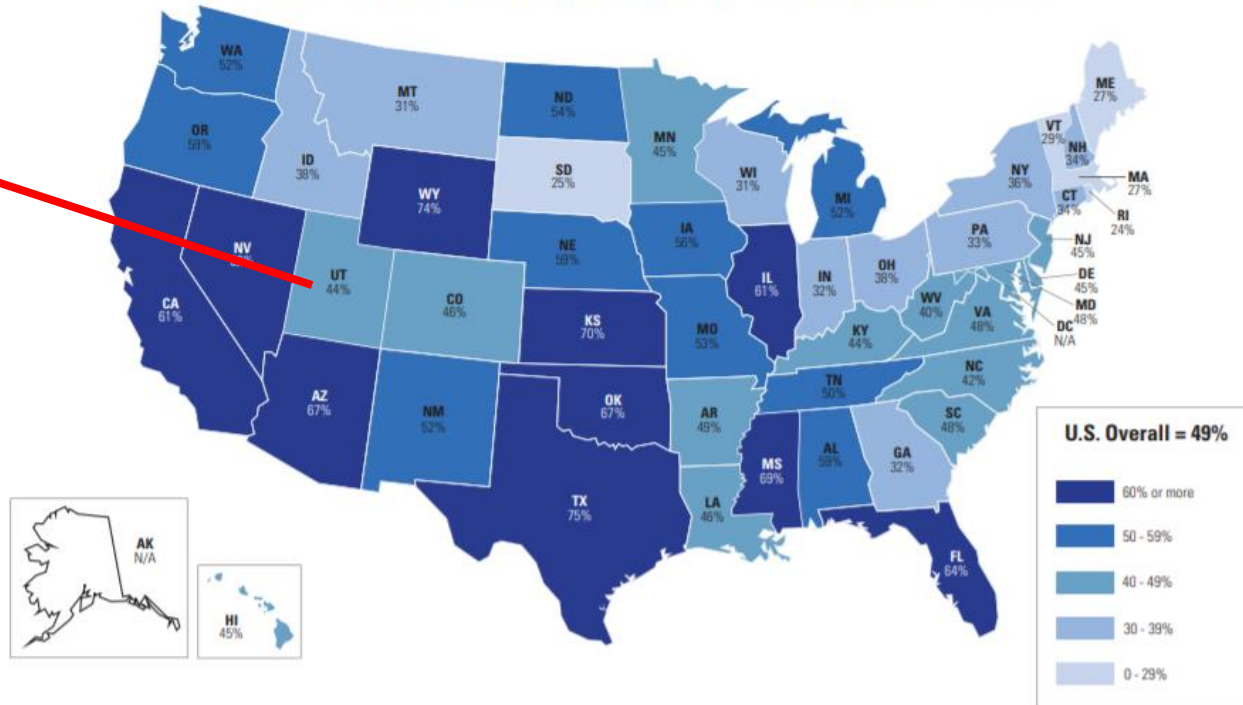 WA
52%
OR
59%
CA
61%
NV
ID
38%
MT
31%
WY
74%
UT
44%
CO
46%
AZ
67%
NM
52%
ND
54%
SD
25%
NE
59%
KS
70%
OK
67%
TX
75%
MN
45%
IA
56%
MO
53%
AR
49%
LA
46%
WI
31%
IL
61%
MI
52%
IN
32%
OH
38%
KY
44%
TN
50%
MS
69%
AL
GA
32%
FL
64%
SC
48%
NC
42%
VA
48%
WV
40%
PA
33%
NY
36%
VT
29%
NH
34%
ME
27%
MA
27%
RI
24%
CT
34%
NJ
45%
DE
45%
MD
48%
DC
N/A
AK
N/A
HI
45%
U.S. Overall = 49%
60% or more
50 - 59%
40 - 49%
30 - 39%
0 - 29%